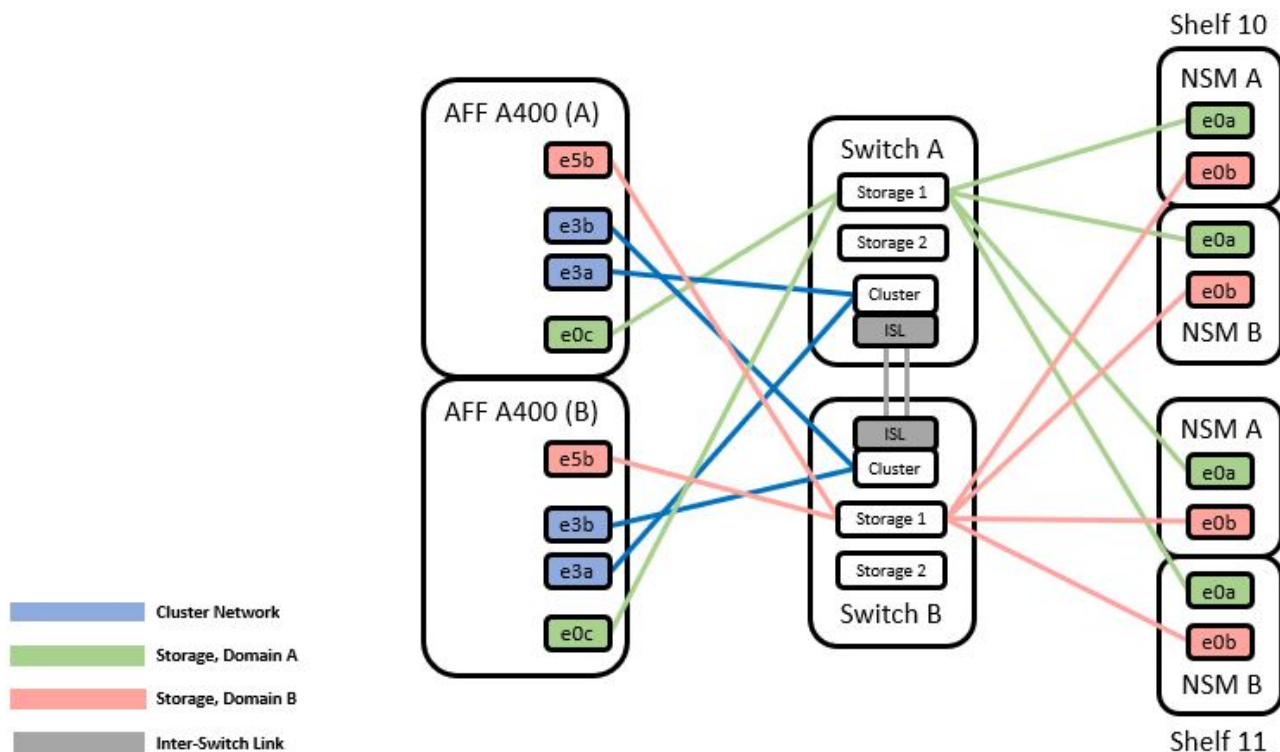 Shelf 10
AFF A400 (A)
e5b
e3b
e3a
e0c
AFF A400 (B)
e5b
e3b
e3a
e0c
Switch A
Storage 1
Storage 2
Cluster
ISL
ISL
Cluster
Storage 1
Storage 2
Switch B
NSM A
e0a
e0b
e0a
e0b
NSM B
NSM A
e0a
e0b
e0a
e0b
NSM B
Shelf 11
Cluster Network
Storage, Domain A
Storage, Domain B
Inter-Switch Link